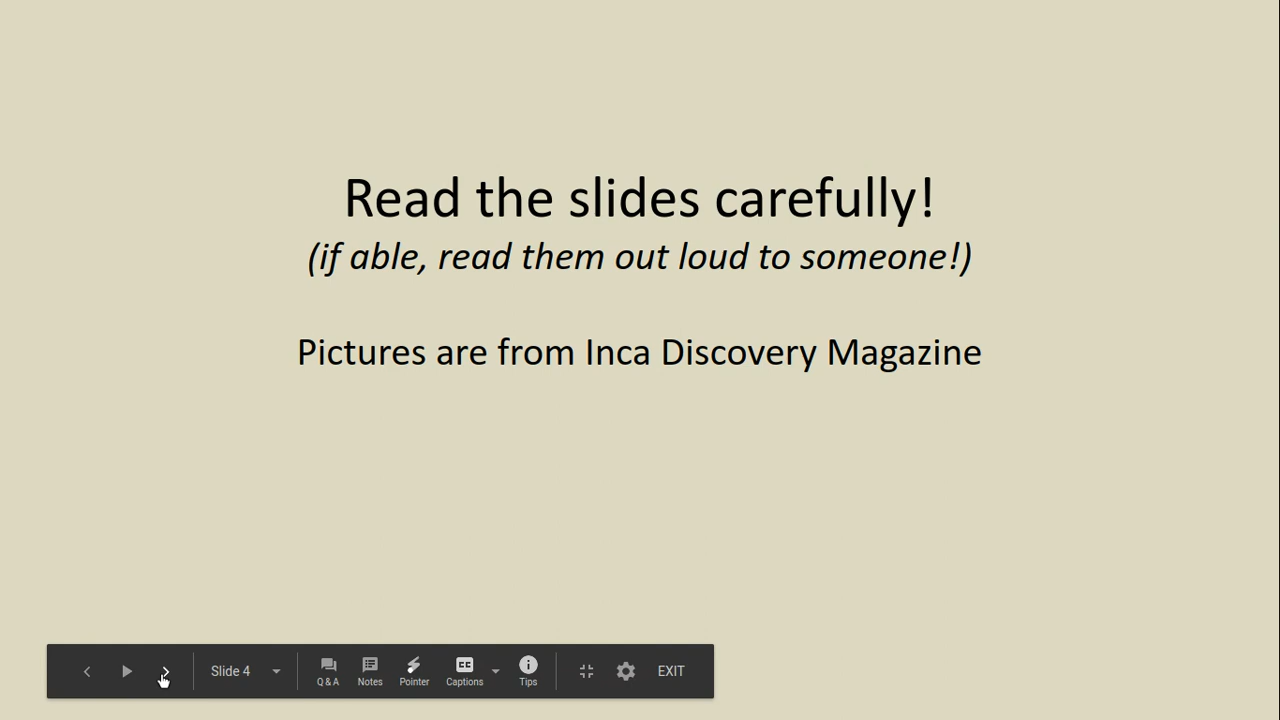 Read the slides carefully!
(if able, read them out loud to someone!)
Pictures are from Inca Discovery Magazine
Slide 4
Q & A
Notes
Pointer
CC
Captions
Tips
EXIT